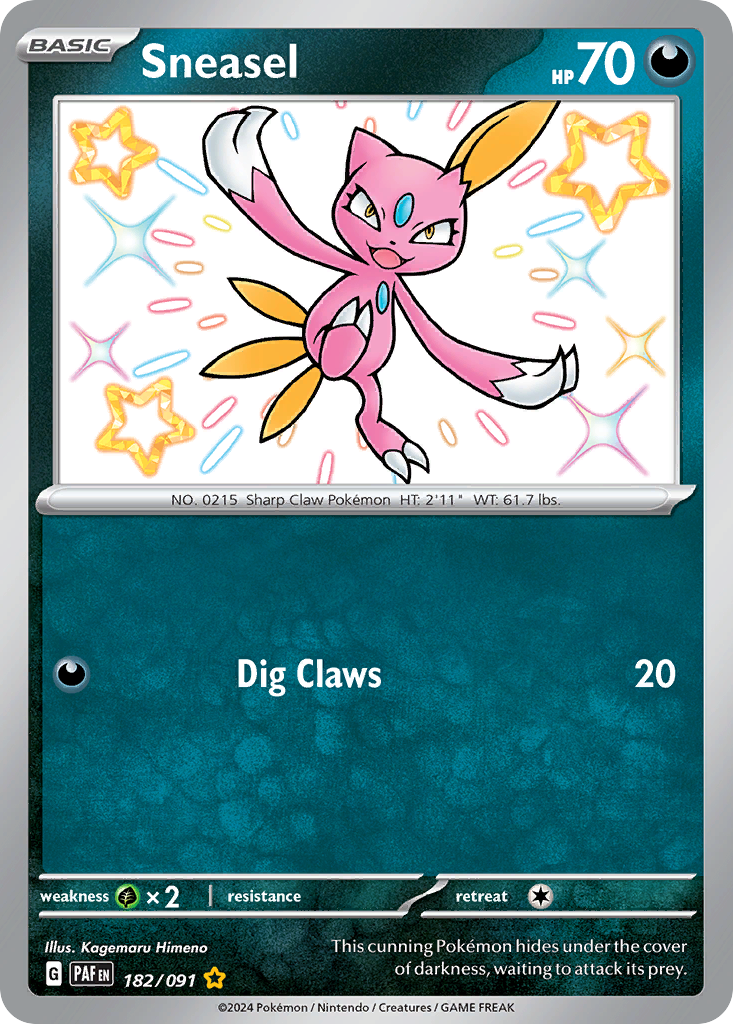 BASIC Sneasel HP 70
NO. 0215 Sharp Claw Pokémon HT: 2'11" WT: 61.7 lbs.
Dig Claws 20
weakness ×2 resistance retreat
Illus. Kagemaru Himeno
This cunning Pokémon hides under the cover
of darkness, waiting to attack its prey.
G PAF EN 182/091
©2024 Pokémon / Nintendo / Creatures / GAME FREAK